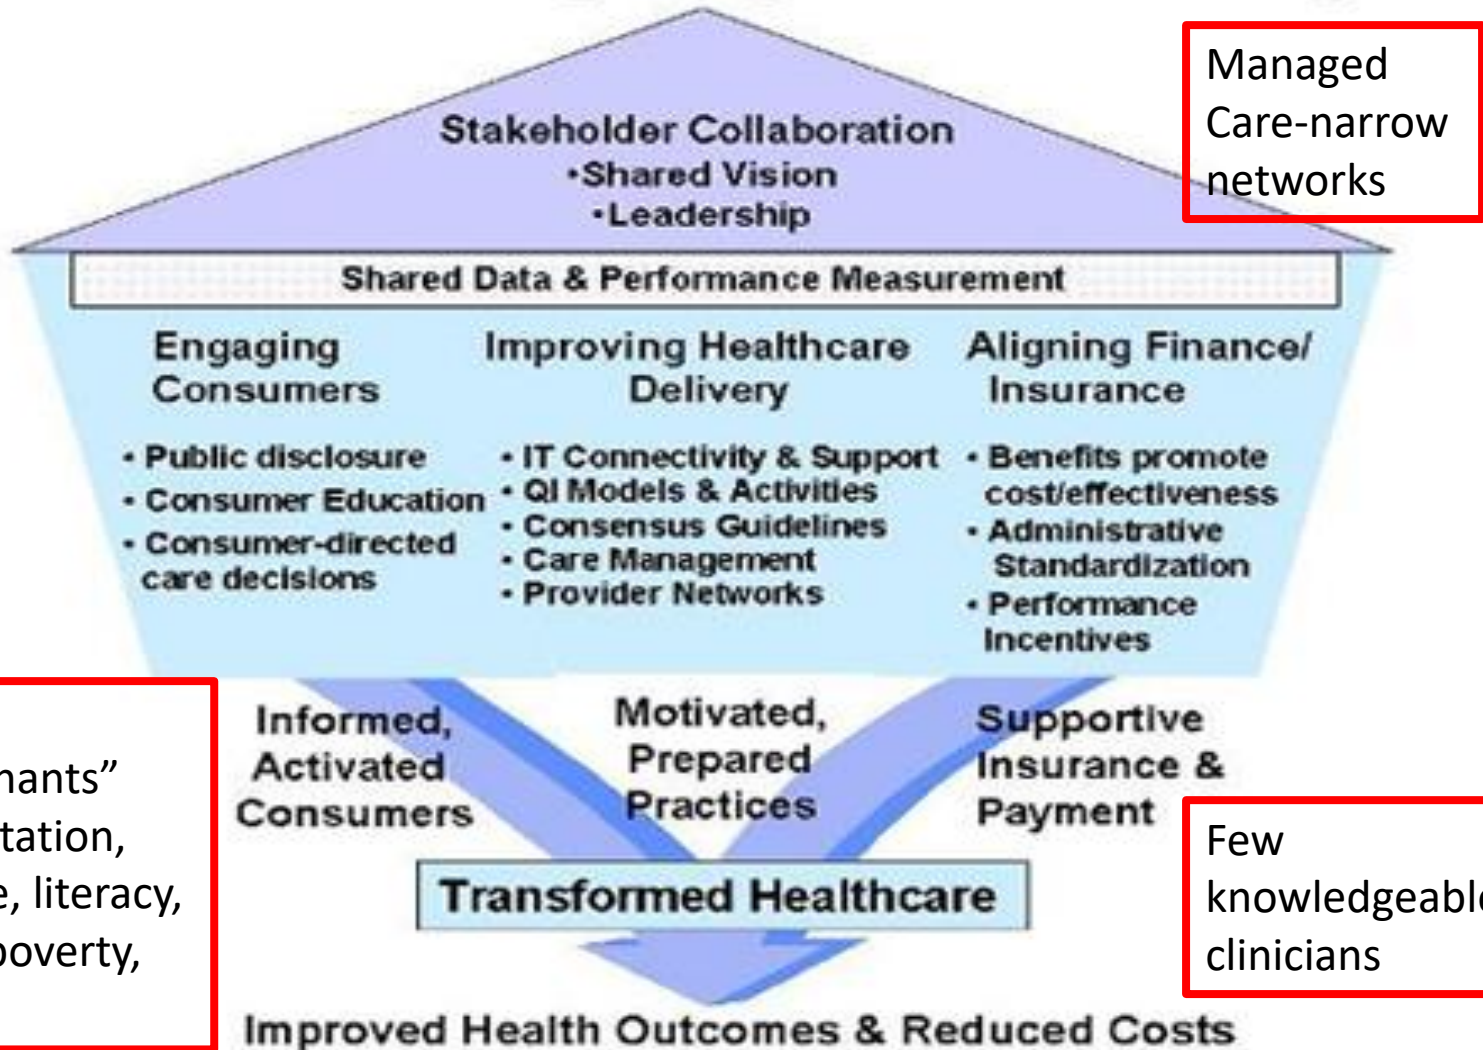 Stakeholder Collaboration
•Shared Vision
•Leadership
Managed
Care-narrow
networks
Shared Data & Performance Measurement
Engaging
Consumers
• Public disclosure
• Consumer Education
• Consumer-directed
care decisions
Improving Healthcare
Delivery
• IT Connectivity & Support
• QI Models & Activities
• Consensus Guidelines
• Care Management
• Provider Networks
Aligning Finance/
Insurance
• Benefits promote
cost/effectiveness
• Administrative
Standardization
• Performance
Incentives
literacy,
poverty,
Informed,
Activated
Consumers
Motivated,
Prepared
Practices
Supportive
Insurance &
Payment
Few
knowledgeable
clinicians
Transformed Healthcare
Improved Health Outcomes & Reduced Costs